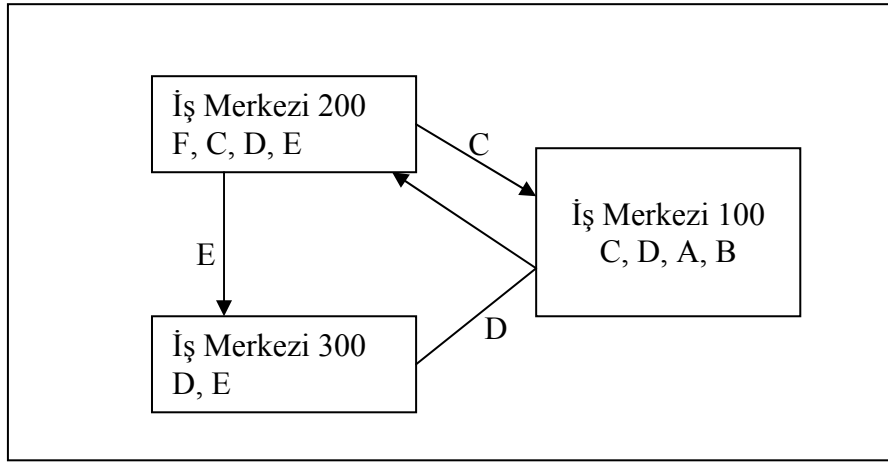 İş Merkezi 200
F, C, D, E
C
İş Merkezi 100
C, D, A, B
E
D
İş Merkezi 300
D, E